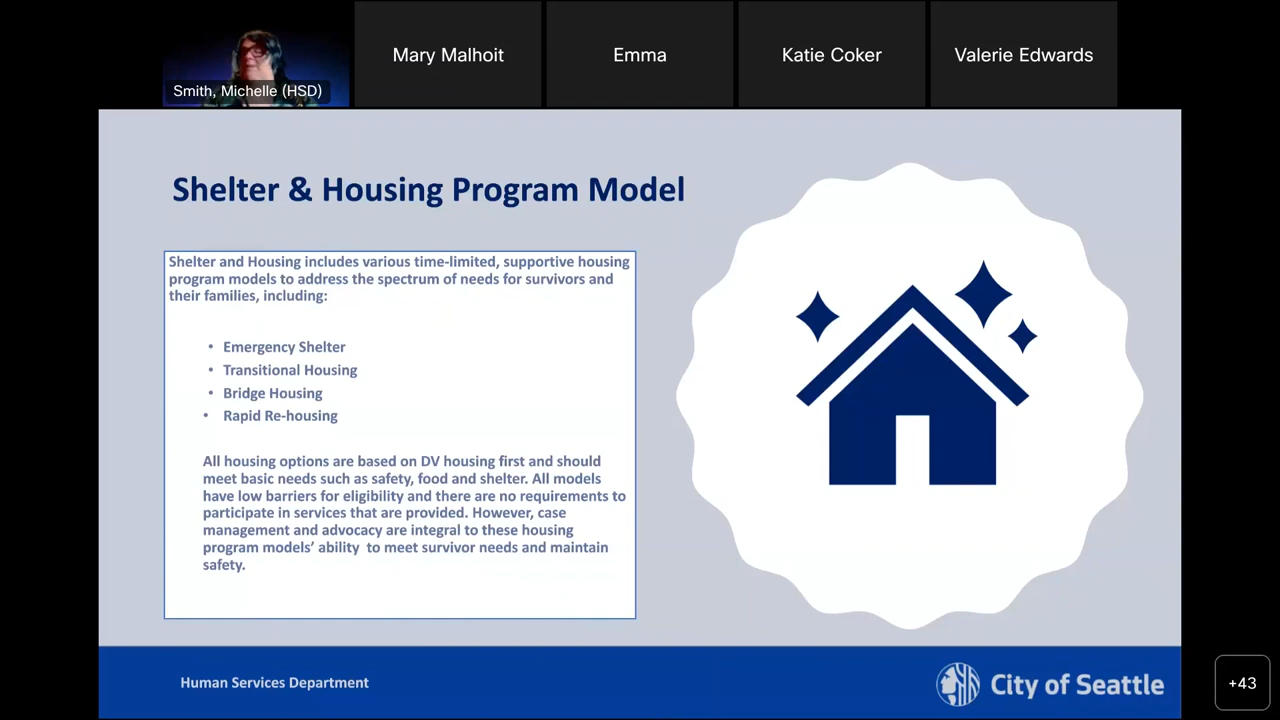 Smith, Michelle (HSD)
Mary Malhoit
Emma
Katie Coker
Valerie Edwards
Shelter & Housing Program Model
Shelter and Housing includes various time-limited, supportive housing
program models to address the spectrum of needs for survivors and
their families, including:
• Emergency Shelter
• Transitional Housing
• Bridge Housing
• Rapid Re-housing
All housing options are based on DV housing first and should
meet basic needs such as safety, food and shelter. All models
have low barriers for eligibility and there are no requirements to
participate in services that are provided. However, case
management and advocacy are integral to these housing
program models’ ability  to meet survivor needs and maintain
safety.
Human Services Department
City of Seattle
+43